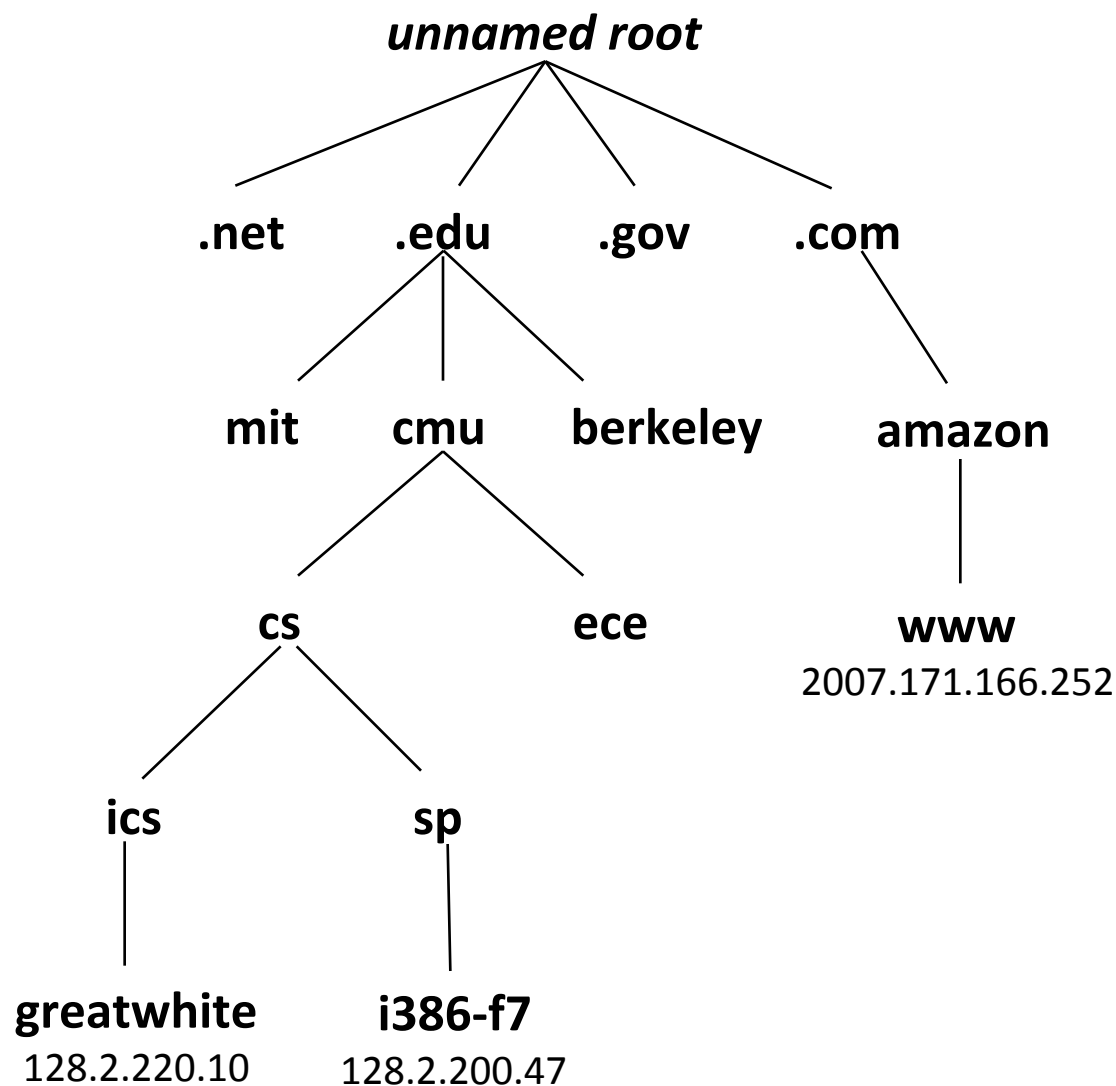 unnamed root
.net .edu .gov .com
mit cmu berkeley amazon
cs ece www
2007.171.166.252
ics sp
greatwhite i386-f7
128.2.220.10 128.2.200.47